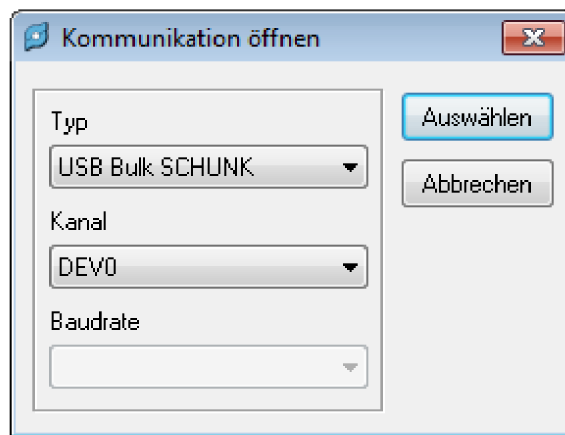 Kommunikation öffnen
Typ
USB Bulk SCHUNK
Kanal
DEV0
Baudrate
Auswählen
Abbrechen